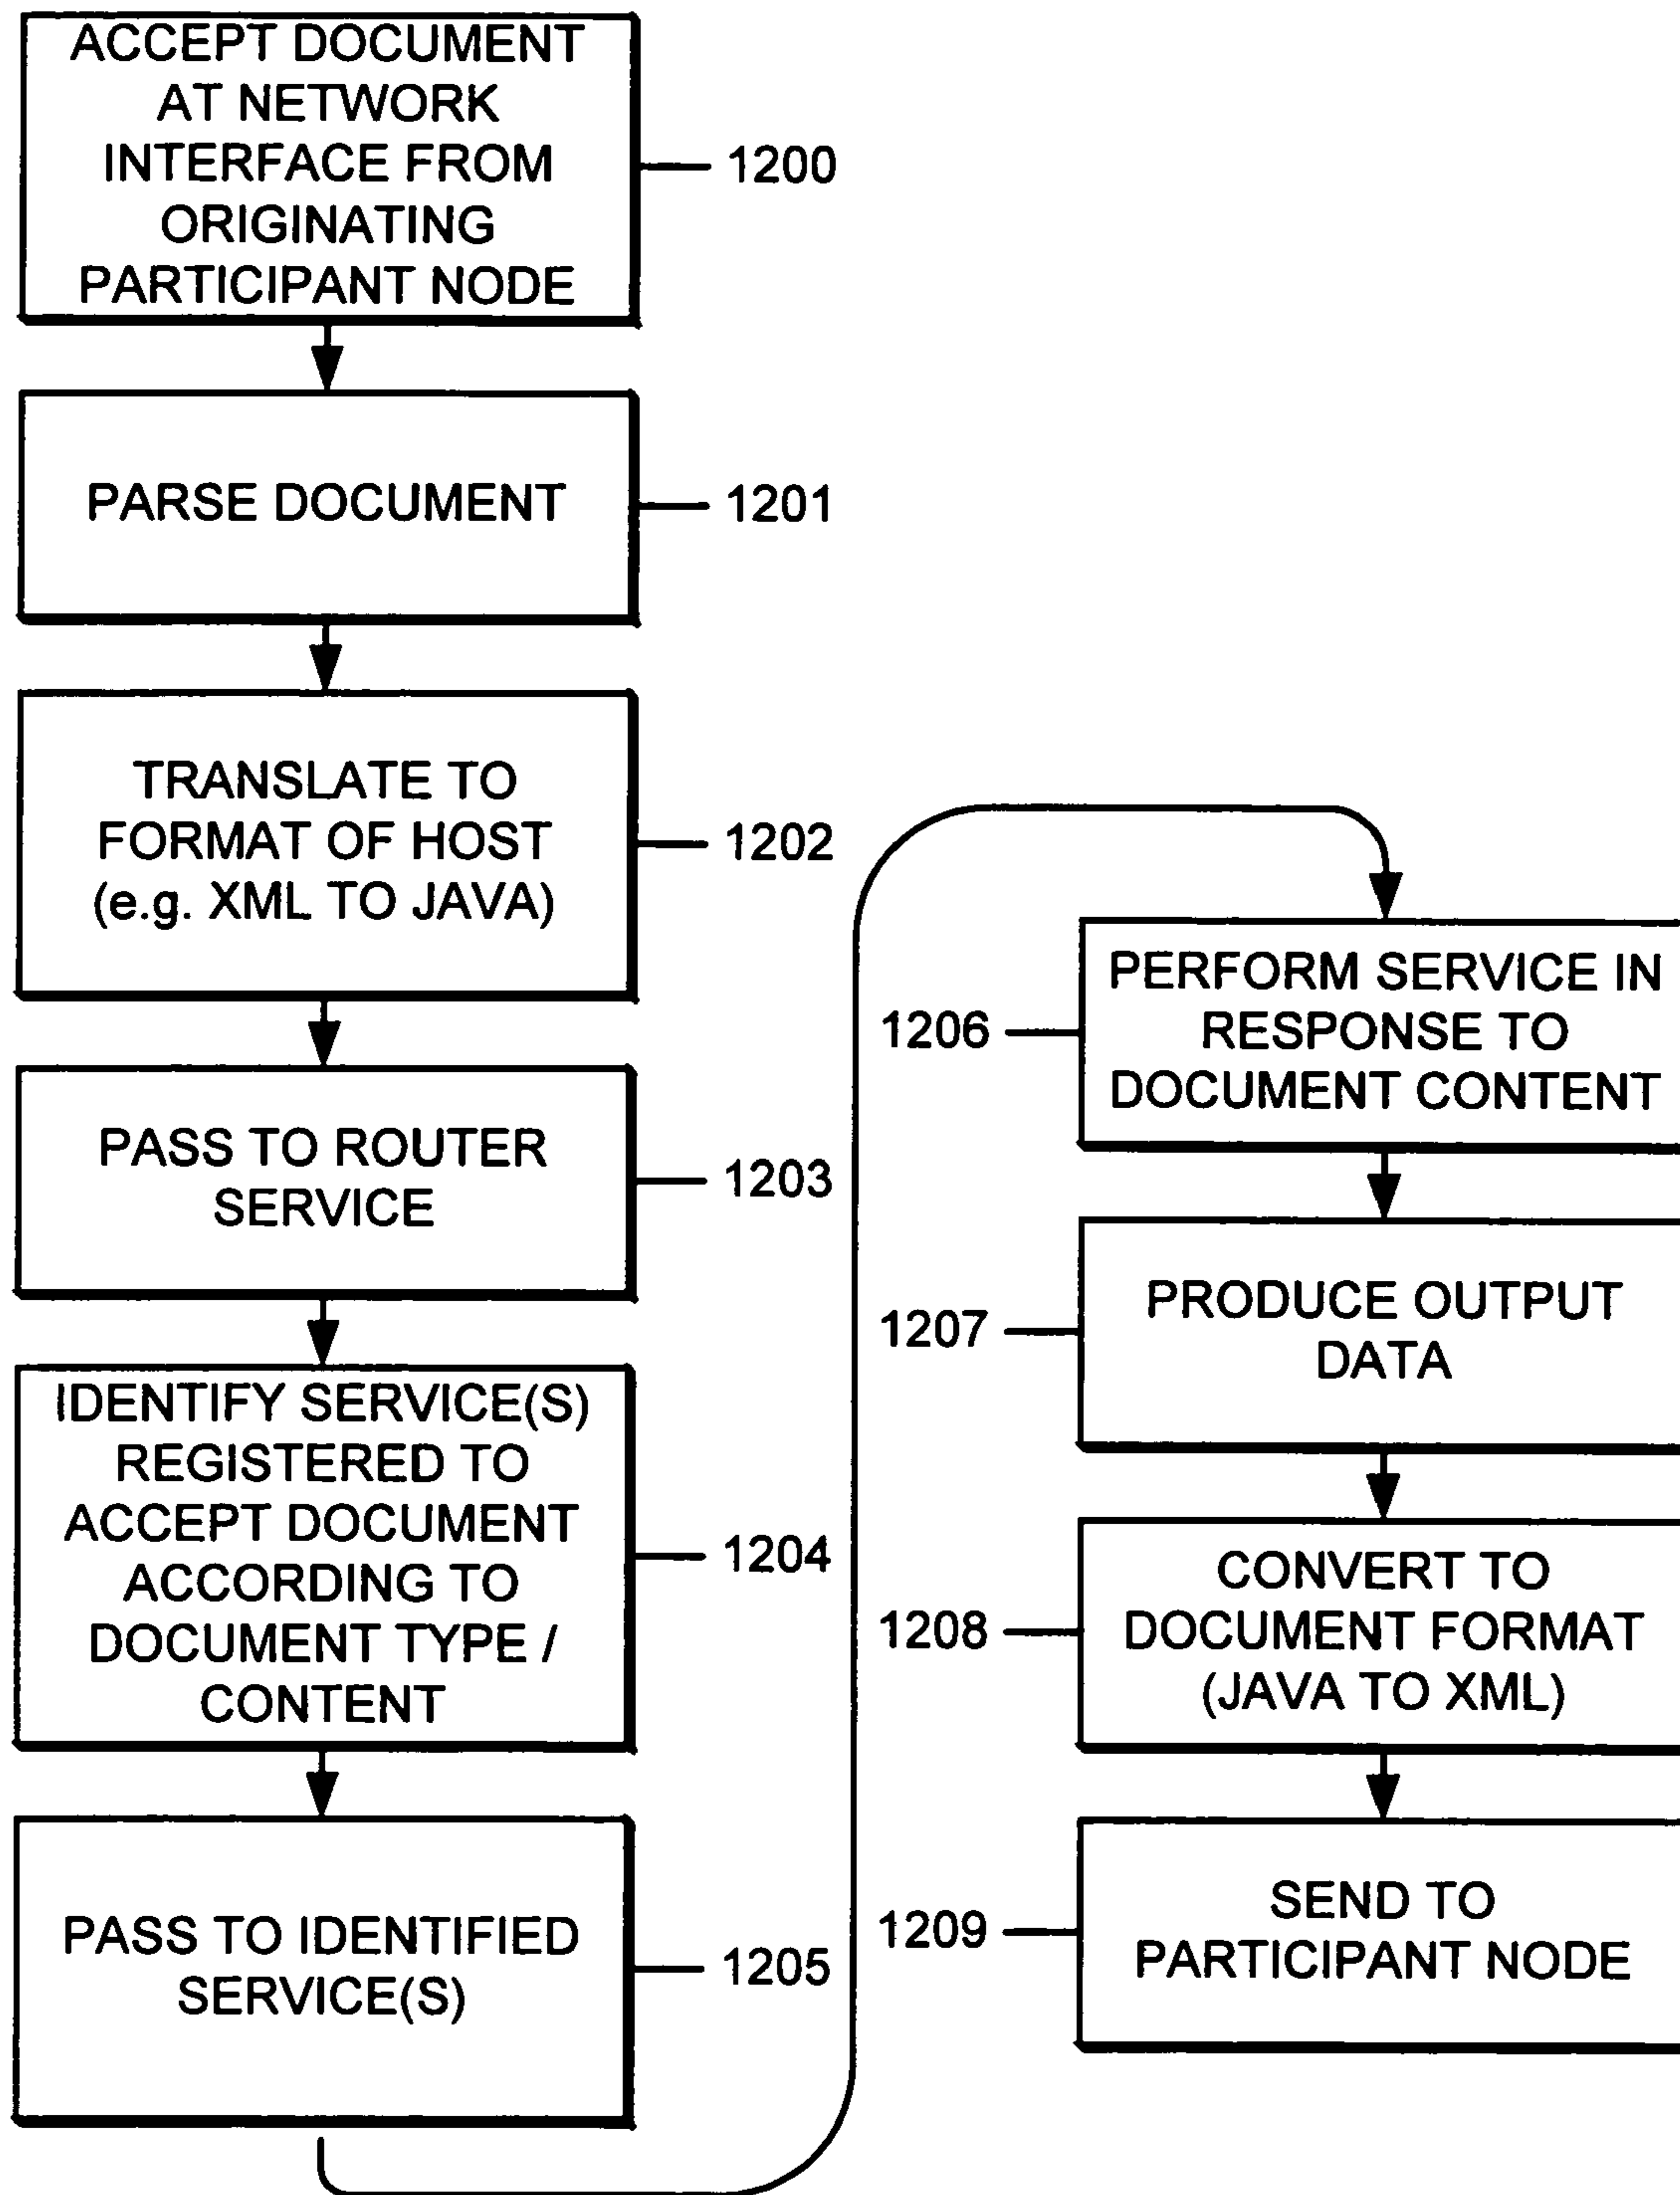 ACCEPT DOCUMENT
AT NETWORK
INTERFACE FROM
ORIGINATING
PARTICIPANT NODE
1200
PARSE DOCUMENT
1201
TRANSLATE TO
FORMAT OF HOST
(e.g. XML TO JAVA)
1202
PASS TO ROUTER
SERVICE
1203
IDENTIFY SERVICE(S)
REGISTERED TO
ACCEPT DOCUMENT
ACCORDING TO
DOCUMENT TYPE /
CONTENT
1204
PASS TO IDENTIFIED
SERVICE(S)
1205
PERFORM SERVICE IN
RESPONSE TO
DOCUMENT CONTENT
1206
PRODUCE OUTPUT
DATA
1207
CONVERT TO
DOCUMENT FORMAT
(JAVA TO XML)
1208
SEND TO
PARTICIPANT NODE
1209